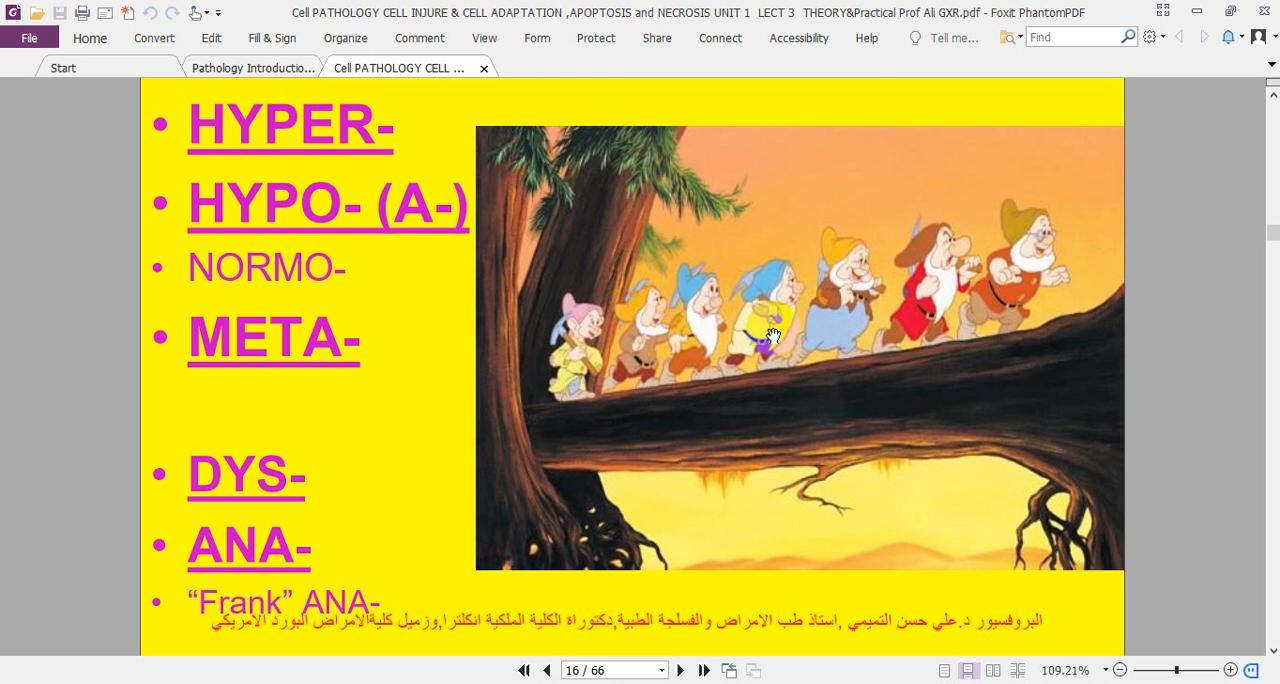 Cell PATHOLOGY CELL INJURE & CELL ADAPTATION ,APOPTOSIS and NECROSIS UNIT 1 LECT 3 THEORY&Practical Prof Ali GXR.pdf - Foxit PhantomPDF
File Home Convert Edit Fill & Sign Organize Comment View Form Protect Share Connect Accessibility Help Tell me... Find
Start Pathology Introductio... Cell PATHOLOGY CELL ...
• HYPER-
• HYPO- (A-)
• NORMO-
• META-
• DYS-
• ANA-
• “Frank” ANA-
البروفسيور د.علي حسن التميمي ,استاذ طب الامراض والفسلجة الطبية,دكتوراة الكلية الملكية انكلترا,وزميل كليةالامراض البورد الامريكي
16 / 66 109.21%